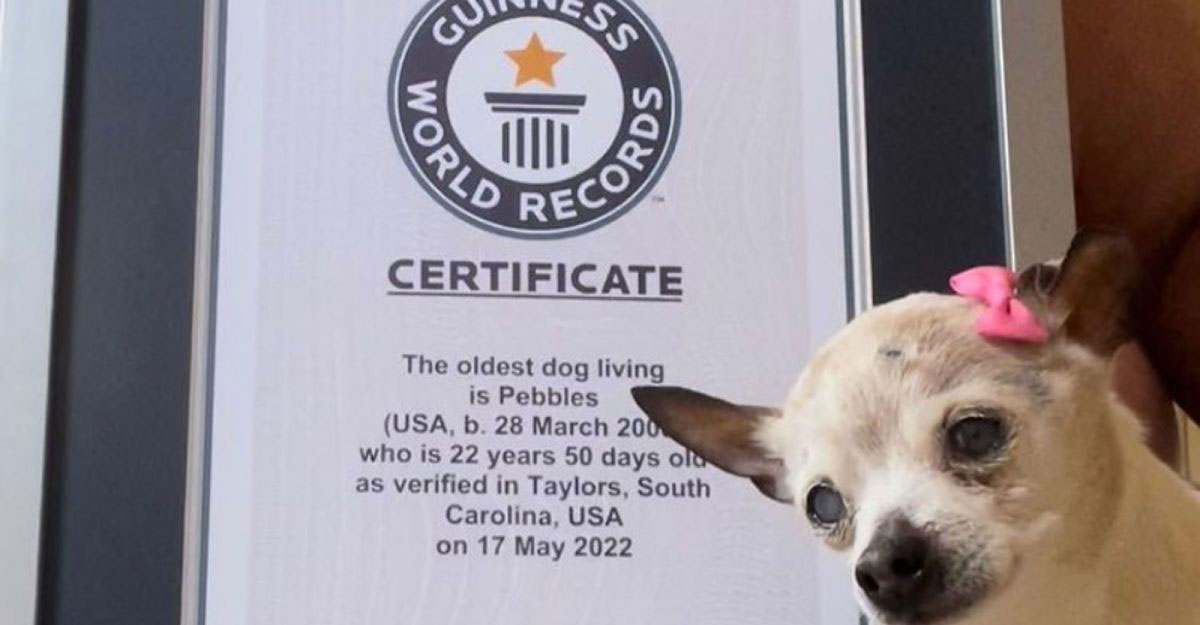 GUINNESS
WORLD RECORDS
™
CERTIFICATE
The oldest dog living
is Pebbles
(USA, b. 28 March
who is 22 years 50 days old
as verified in Taylors, South
Carolina, USA
on 17 May 2022